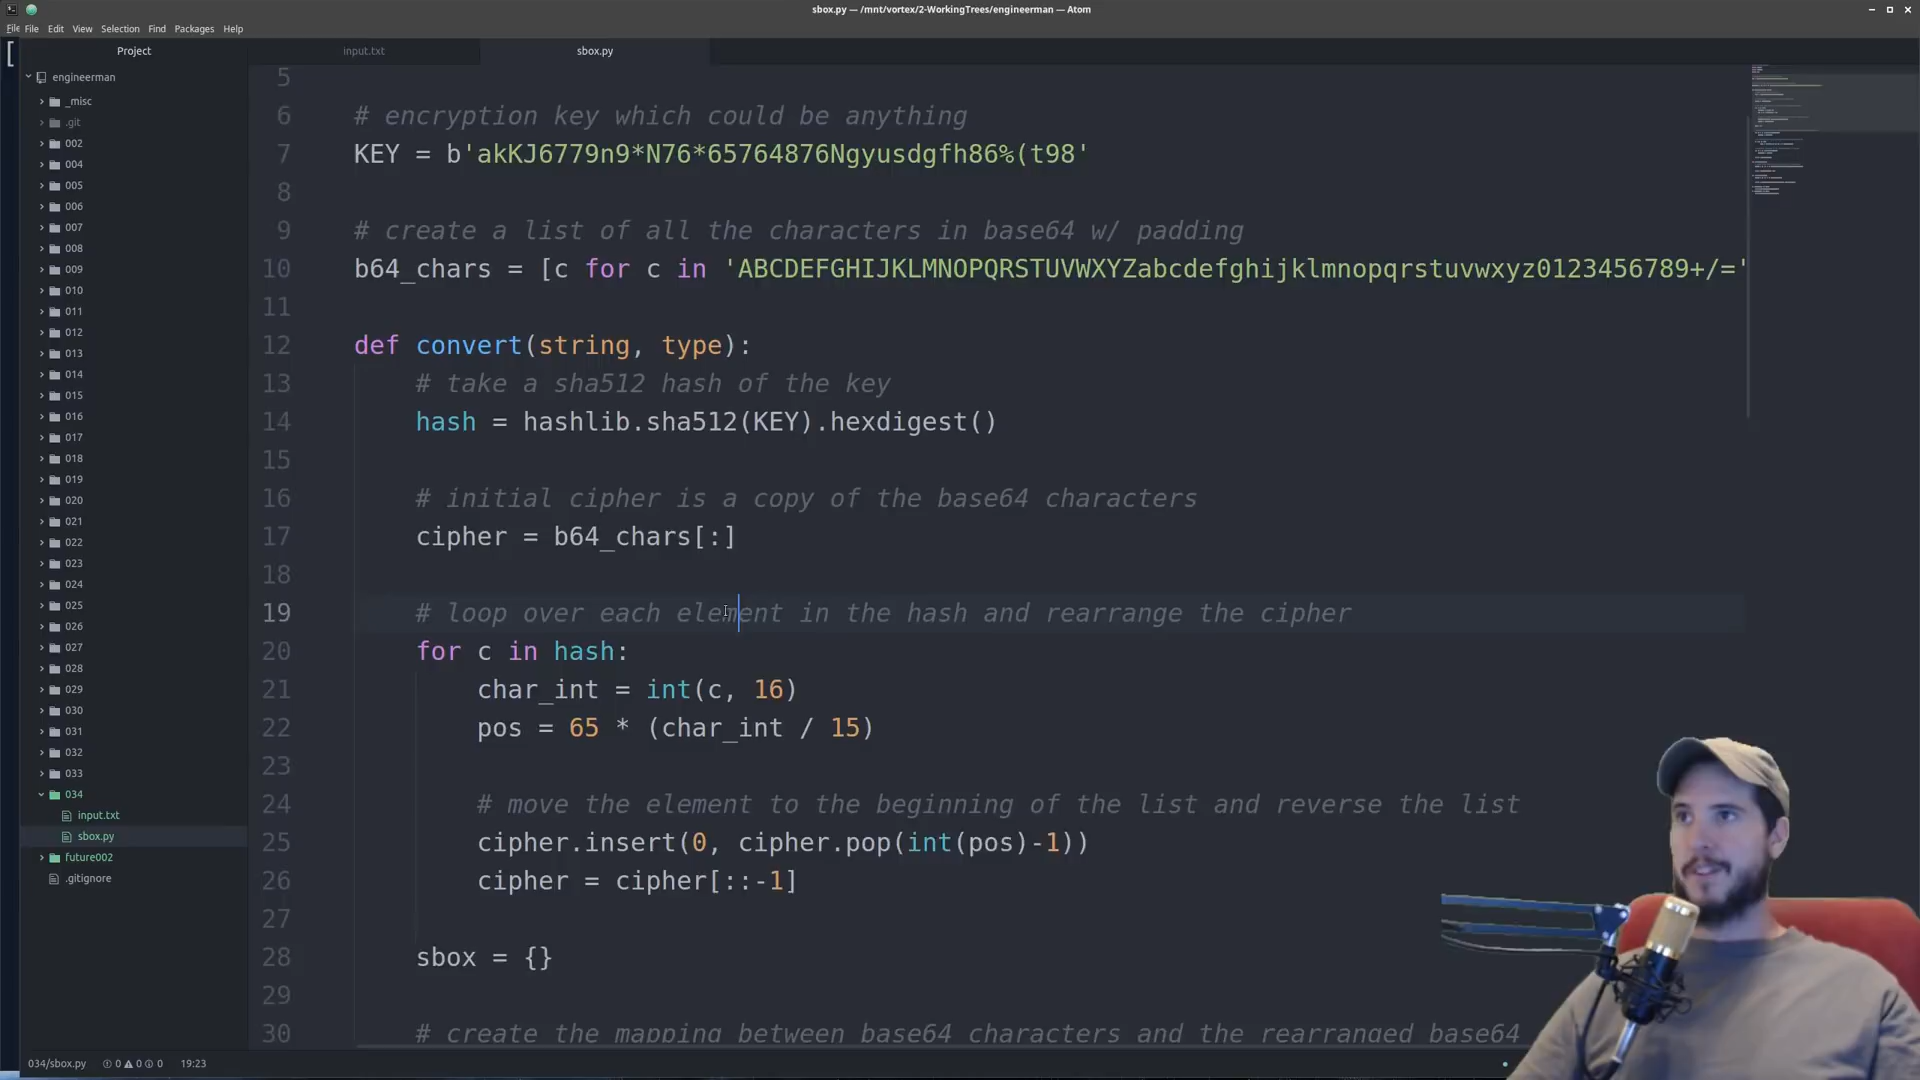 sbox.py — /mnt/vortex/2-WorkingTrees/engineerman — Atom
File File Edit View Selection Find Packages Help
[
Project
engineerman
_misc
.git
002
004
005
006
007
008
009
010
011
012
013
014
015
016
017
018
019
020
021
022
023
024
025
026
027
028
029
030
031
032
033
034
input.txt
sbox.py
future002
.gitignore
input.txt sbox.py
5
6 # encryption key which could be anything
7 KEY = b'akKJ6779n9*N76*65764876Ngyusdgfh86%(t98'
8
9 # create a list of all the characters in base64 w/ padding
10 b64_chars = [c for c in 'ABCDEFGHIJKLMNOPQRSTUVWXYZabcdefghijklmnopqrstuvwxyz0123456789+/='
11
12 def convert(string, type):
13 # take a sha512 hash of the key
14 hash = hashlib.sha512(KEY).hexdigest()
15
16 # initial cipher is a copy of the base64 characters
17 cipher = b64_chars[:]
18
19 # loop over each element in the hash and rearrange the cipher
20 for c in hash:
21 char_int = int(c, 16)
22 pos = 65 * (char_int / 15)
23
24 # move the element to the beginning of the list and reverse the list
25 cipher.insert(0, cipher.pop(int(pos)-1))
26 cipher = cipher[::-1]
27
28 sbox = {}
29
30 # create the mapping between base64 characters and the rearranged base64
034/sbox.py 0 0 0 19:23